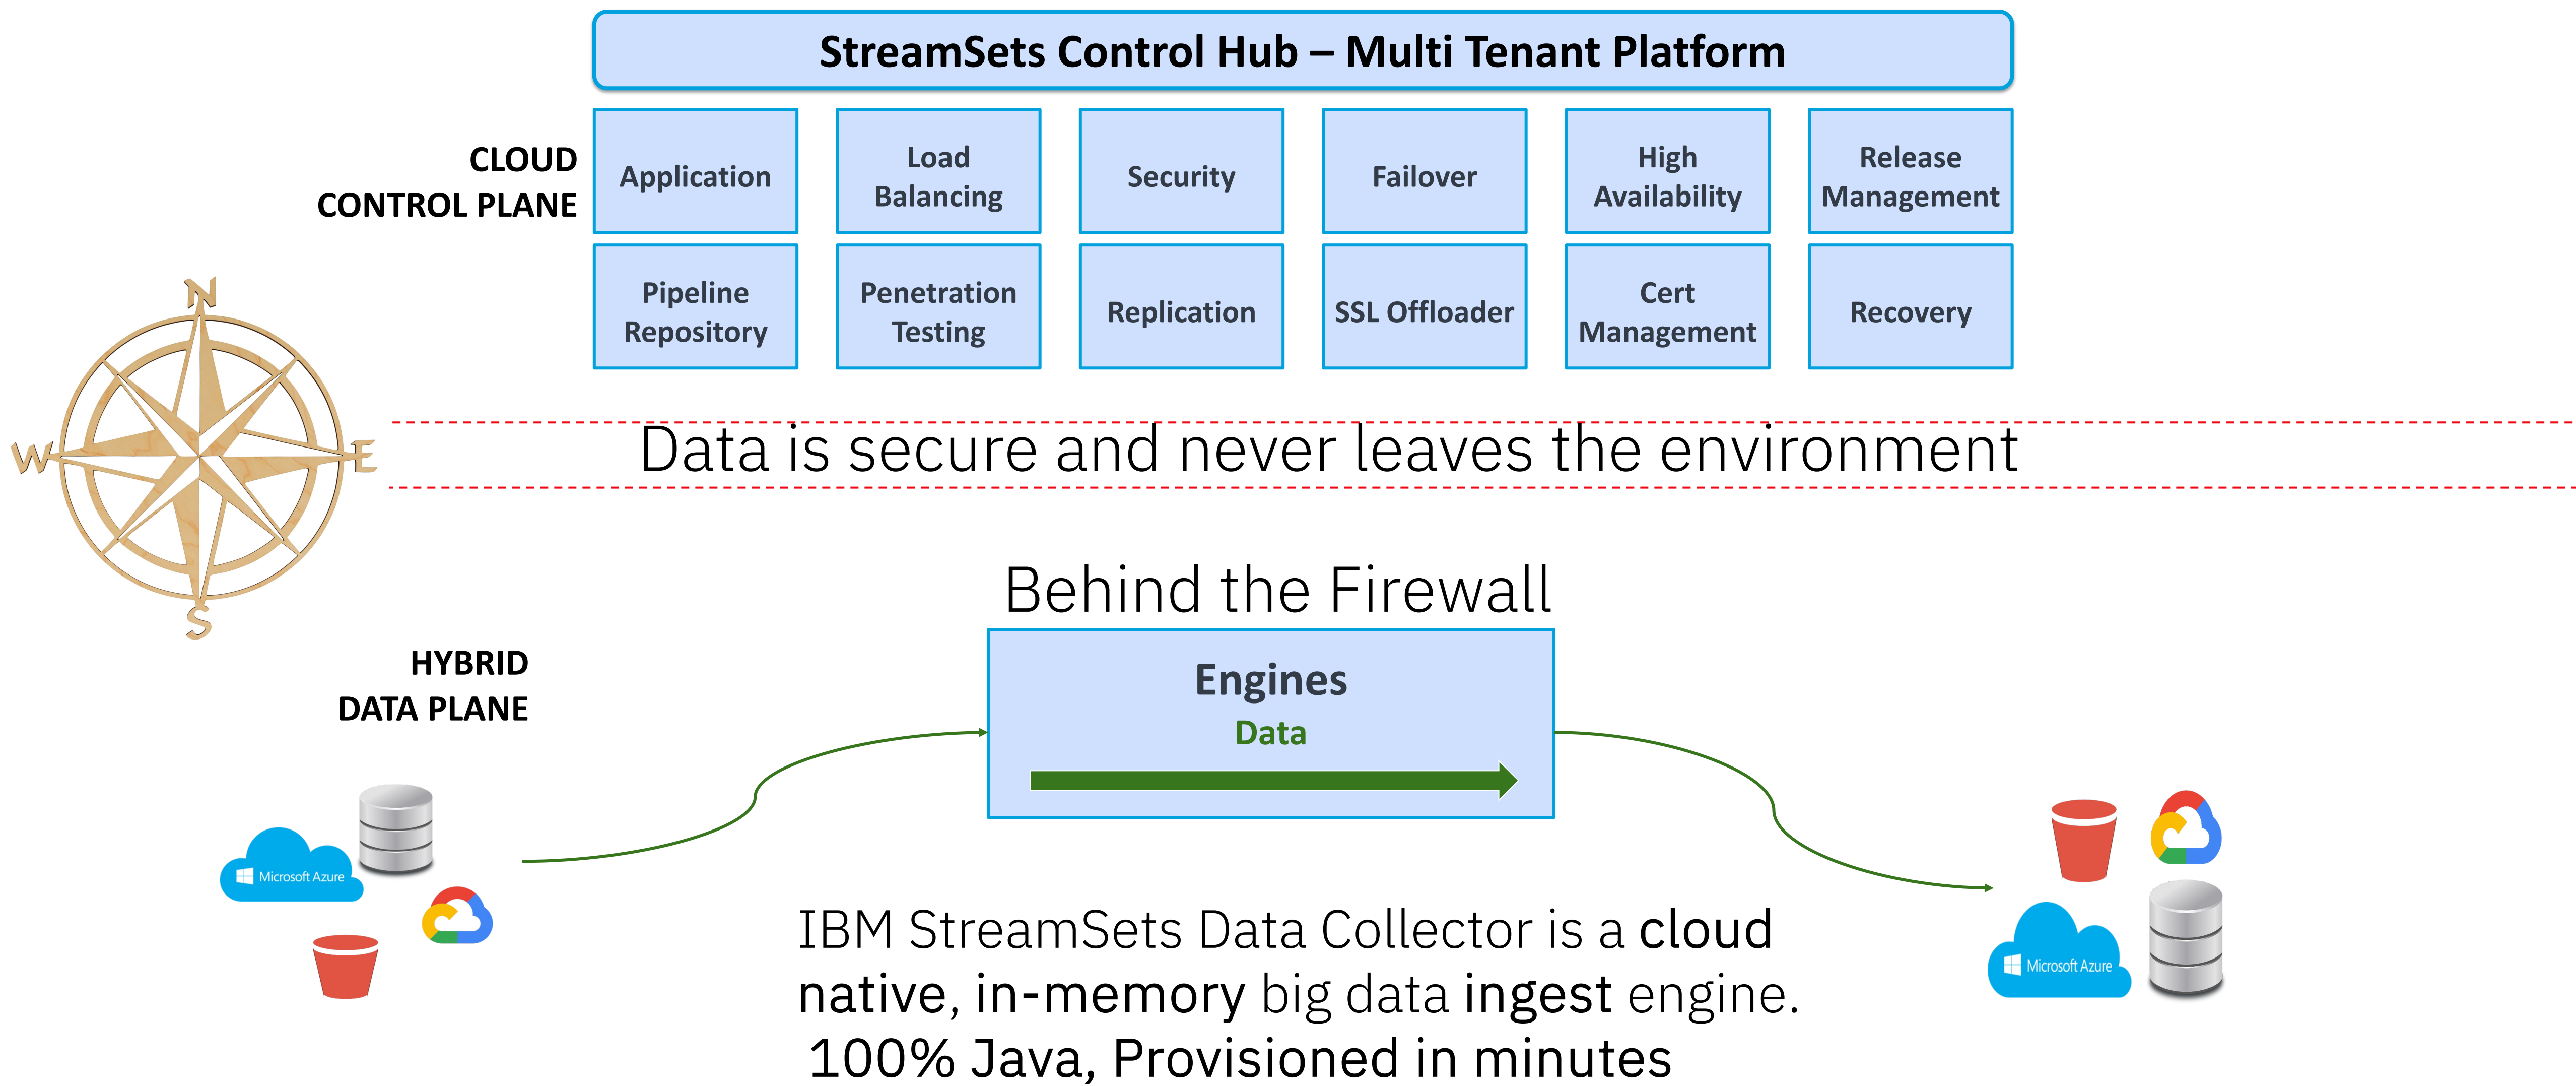 StreamSets Control Hub – Multi Tenant Platform
CLOUD
CONTROL PLANE
Application
Load
Balancing
Security
Failover
High
Availability
Release
Management
Pipeline
Repository
Penetration
Testing
Replication
SSL Offloader
Cert
Management
Recovery
N
W
E
S
Data is secure and never leaves the environment
Behind the Firewall
HYBRID
DATA PLANE
Engines
Data
Microsoft Azure
Microsoft Azure
IBM StreamSets Data Collector is a cloud
native, in-memory big data ingest engine.
100% Java, Provisioned in minutes